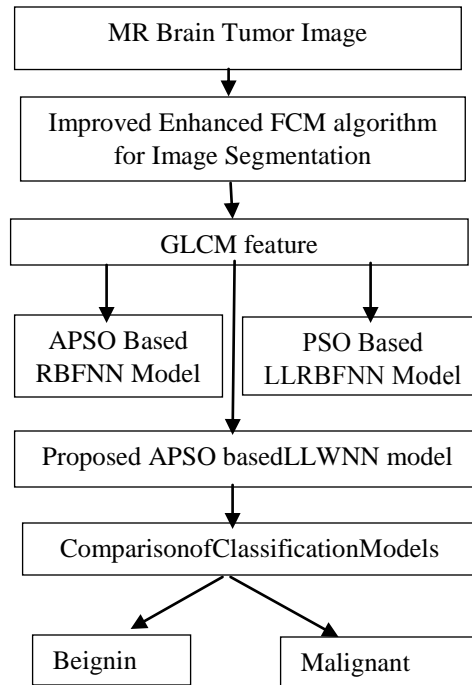 MR Brain Tumor Image
Improved Enhanced FCM algorithm
for Image Segmentation
GLCM feature
APSO Based
RBFNN Model
PSO Based
LLRBFNN Model
Proposed APSO basedLLWNN model
ComparisonofClassificationModels
Beignin
Malignant